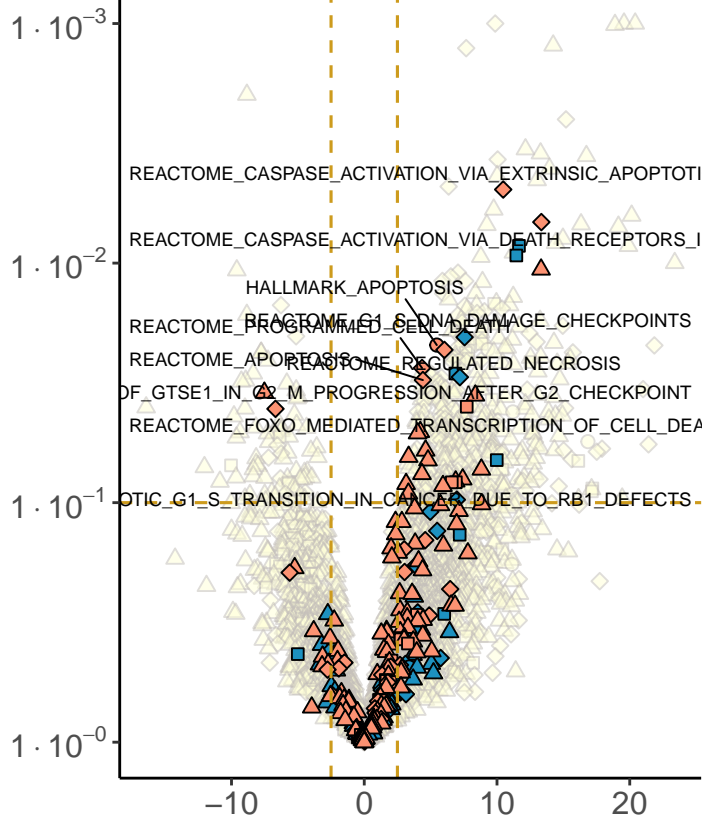 1 · 10−3
REACTOME_CASPASE_ACTIVATION_VIA_EXTRINSIC_APOPTOTI
REACTOME_CASPASE_ACTIVATION_VIA_DEATH_RECEPTORS_I
1 · 10−2
HALLMARK_APOPTOSIS
REACTOME_G1_S_DNA_DAMAGE_CHECKPOINTS
REACTOME_PROGRAMMED_CELL_DEATH
REACTOME_APOPTOSIS
REACTOME_REGULATED_NECROSIS
OF_GTSE1_IN_G2_M_PROGRESSION_AFTER_G2_CHECKPOINT
REACTOME_FOXO_MEDIATED_TRANSCRIPTION_OF_CELL_DEA
1 · 10−1
OTIC_G1_S_TRANSITION_IN_CANCER_DUE_TO_RB1_DEFECTS
1 · 10−0
−10 0 10 20